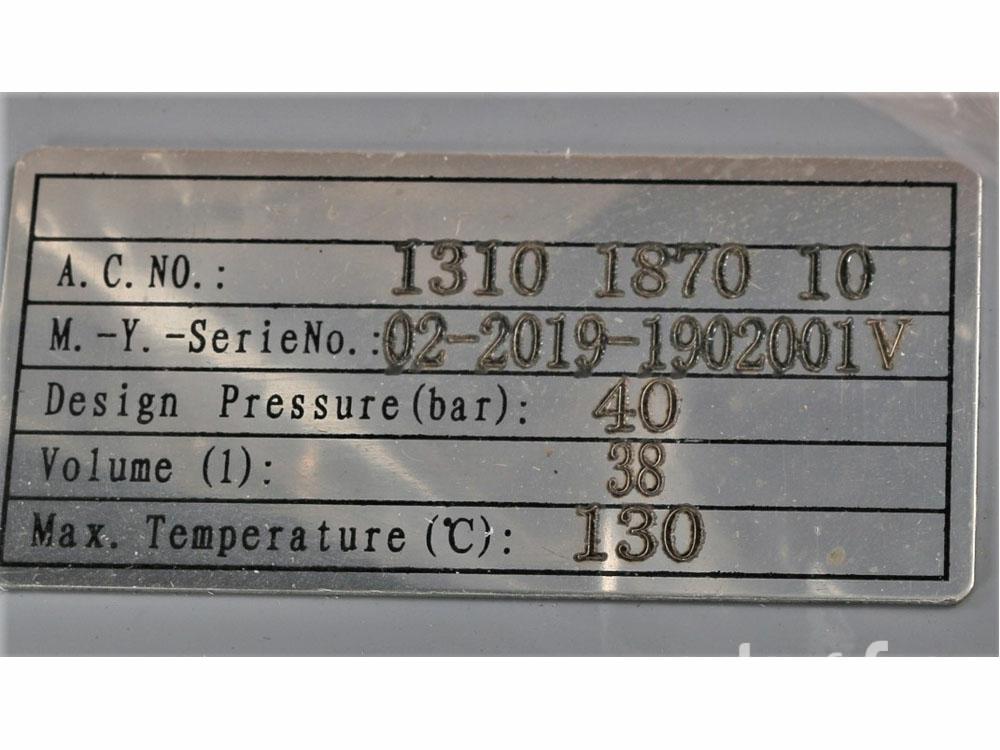 A.C.NO.: 1310 1870 10
M.-Y.-SerieNo.:02-2019-1902001V
Design Pressure(bar): 40
Volume (l): 38
Max. Temperature(℃): 130